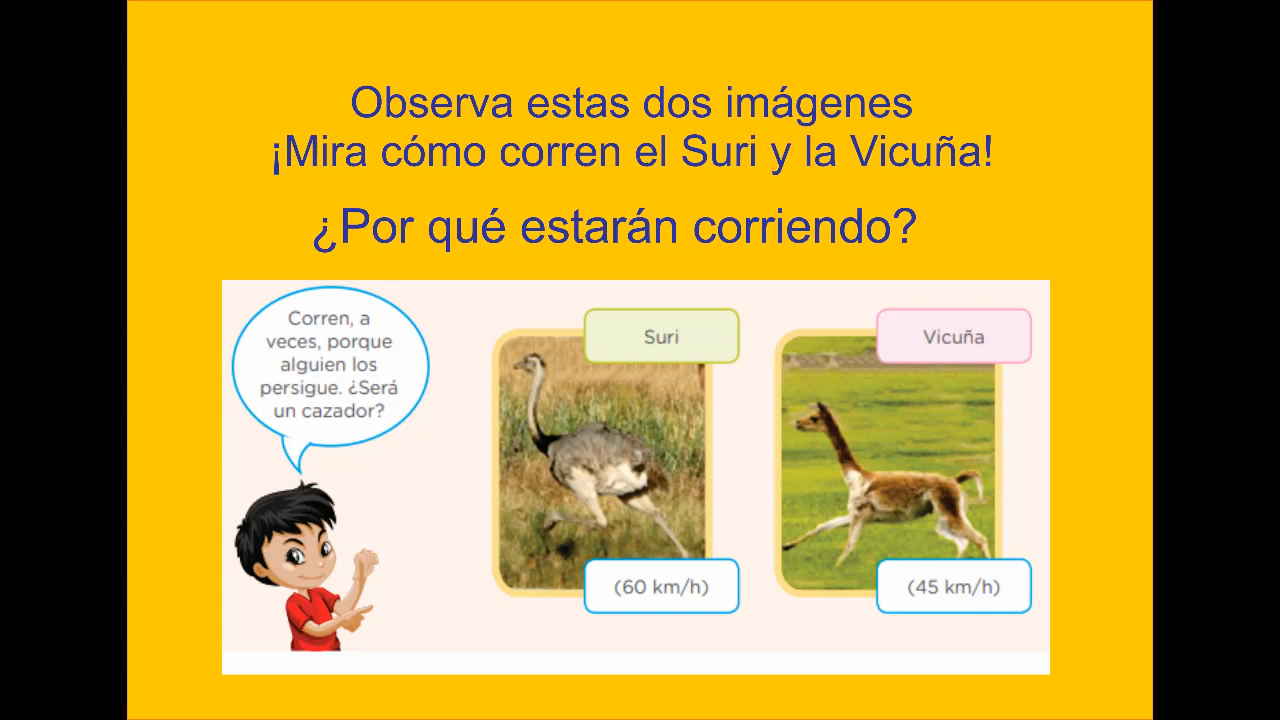 Observa estas dos imágenes
¡Mira cómo corren el Suri y la Vicuña!
¿Por qué estarán corriendo?
Corren, a
veces, porque
alguien los
persigue. ¿Será
un cazador?
Suri
Vicuña
(60 km/h)
(45 km/h)